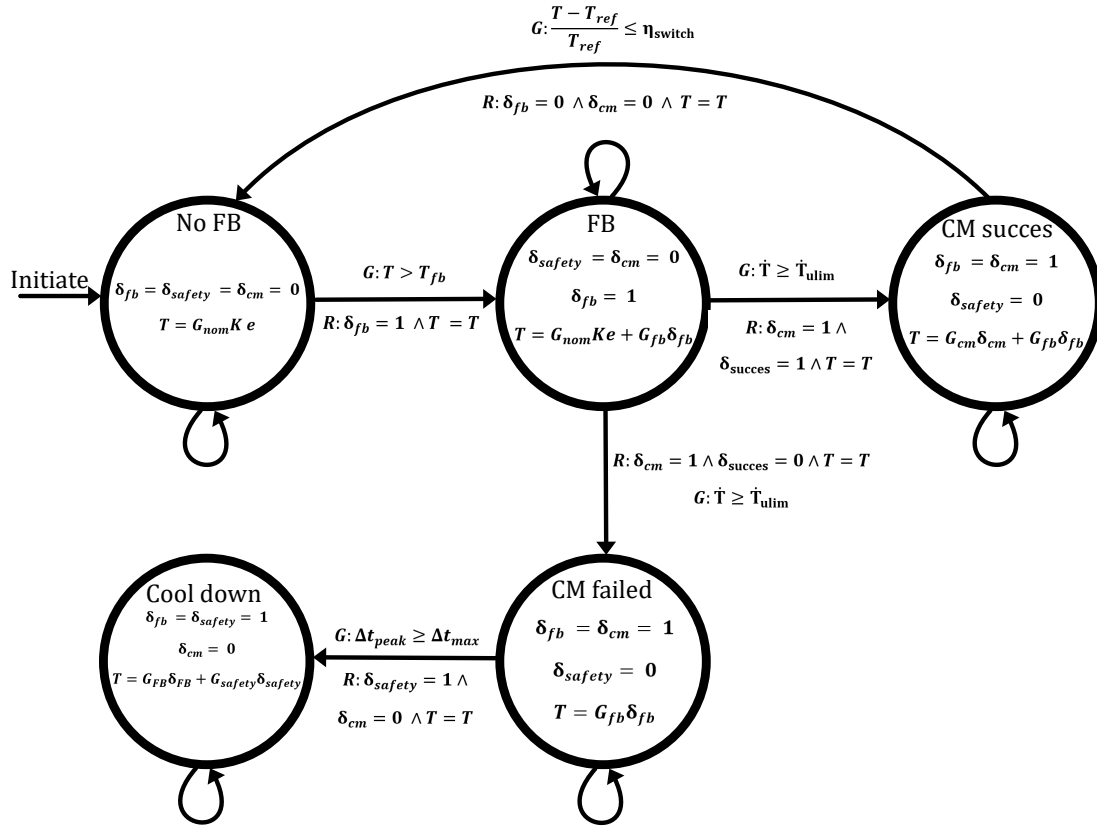 G: (T − T_ref)/T_ref ≤ η_switch
R: δ_fb = 0 ∧ δ_cm = 0 ∧ T = T
Initiate
No FB
δ_fb = δ_safety = δ_cm = 0
T = G_nom K e
G: T > T_fb
R: δ_fb = 1 ∧ T = T
FB
δ_safety = δ_cm = 0
δ_fb = 1
T = G_nom Ke + G_fb δ_fb
G: Ṫ ≥ Ṫ_ulim
R: δ_cm = 1 ∧
δ_succes = 1 ∧ T = T
CM succes
δ_fb = δ_cm = 1
δ_safety = 0
T = G_cm δ_cm + G_fb δ_fb
R: δ_cm = 1 ∧ δ_succes = 0 ∧ T = T
G: Ṫ ≥ Ṫ_ulim
Cool down
δ_fb = δ_safety = 1
δ_cm = 0
T = G_FB δ_FB + G_safety δ_safety
G: Δt_peak ≥ Δt_max
R: δ_safety = 1 ∧
δ_cm = 0 ∧ T = T
CM failed
δ_fb = δ_cm = 1
δ_safety = 0
T = G_fb δ_fb